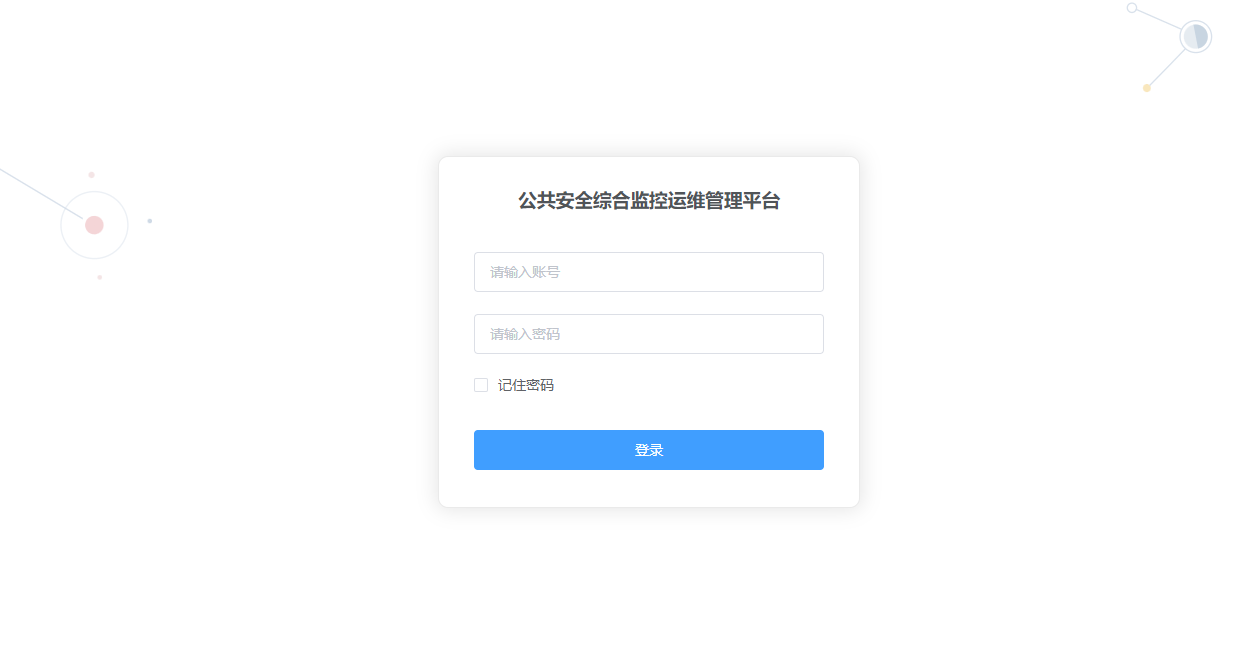 公共安全综合监控运维管理平台
请输入账号
请输入密码
记住密码
登录